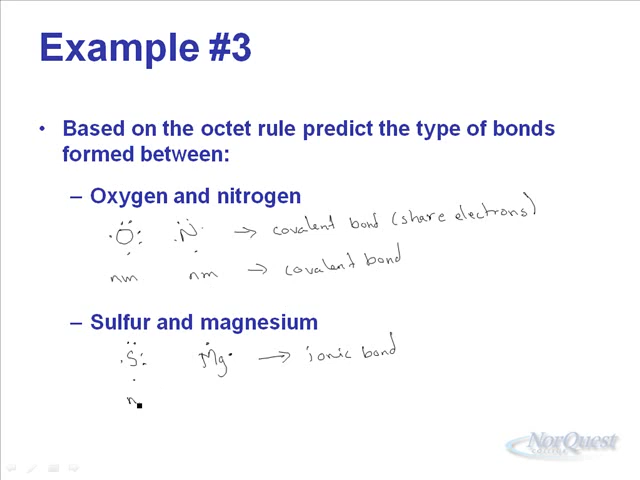 Example #3
• Based on the octet rule predict the type of bonds
formed between:
– Oxygen and nitrogen
O N → covalent bond (share electrons)
nm nm → covalent bond
– Sulfur and magnesium
S Mg → ionic bond
n
NorQuest
COLLEGE